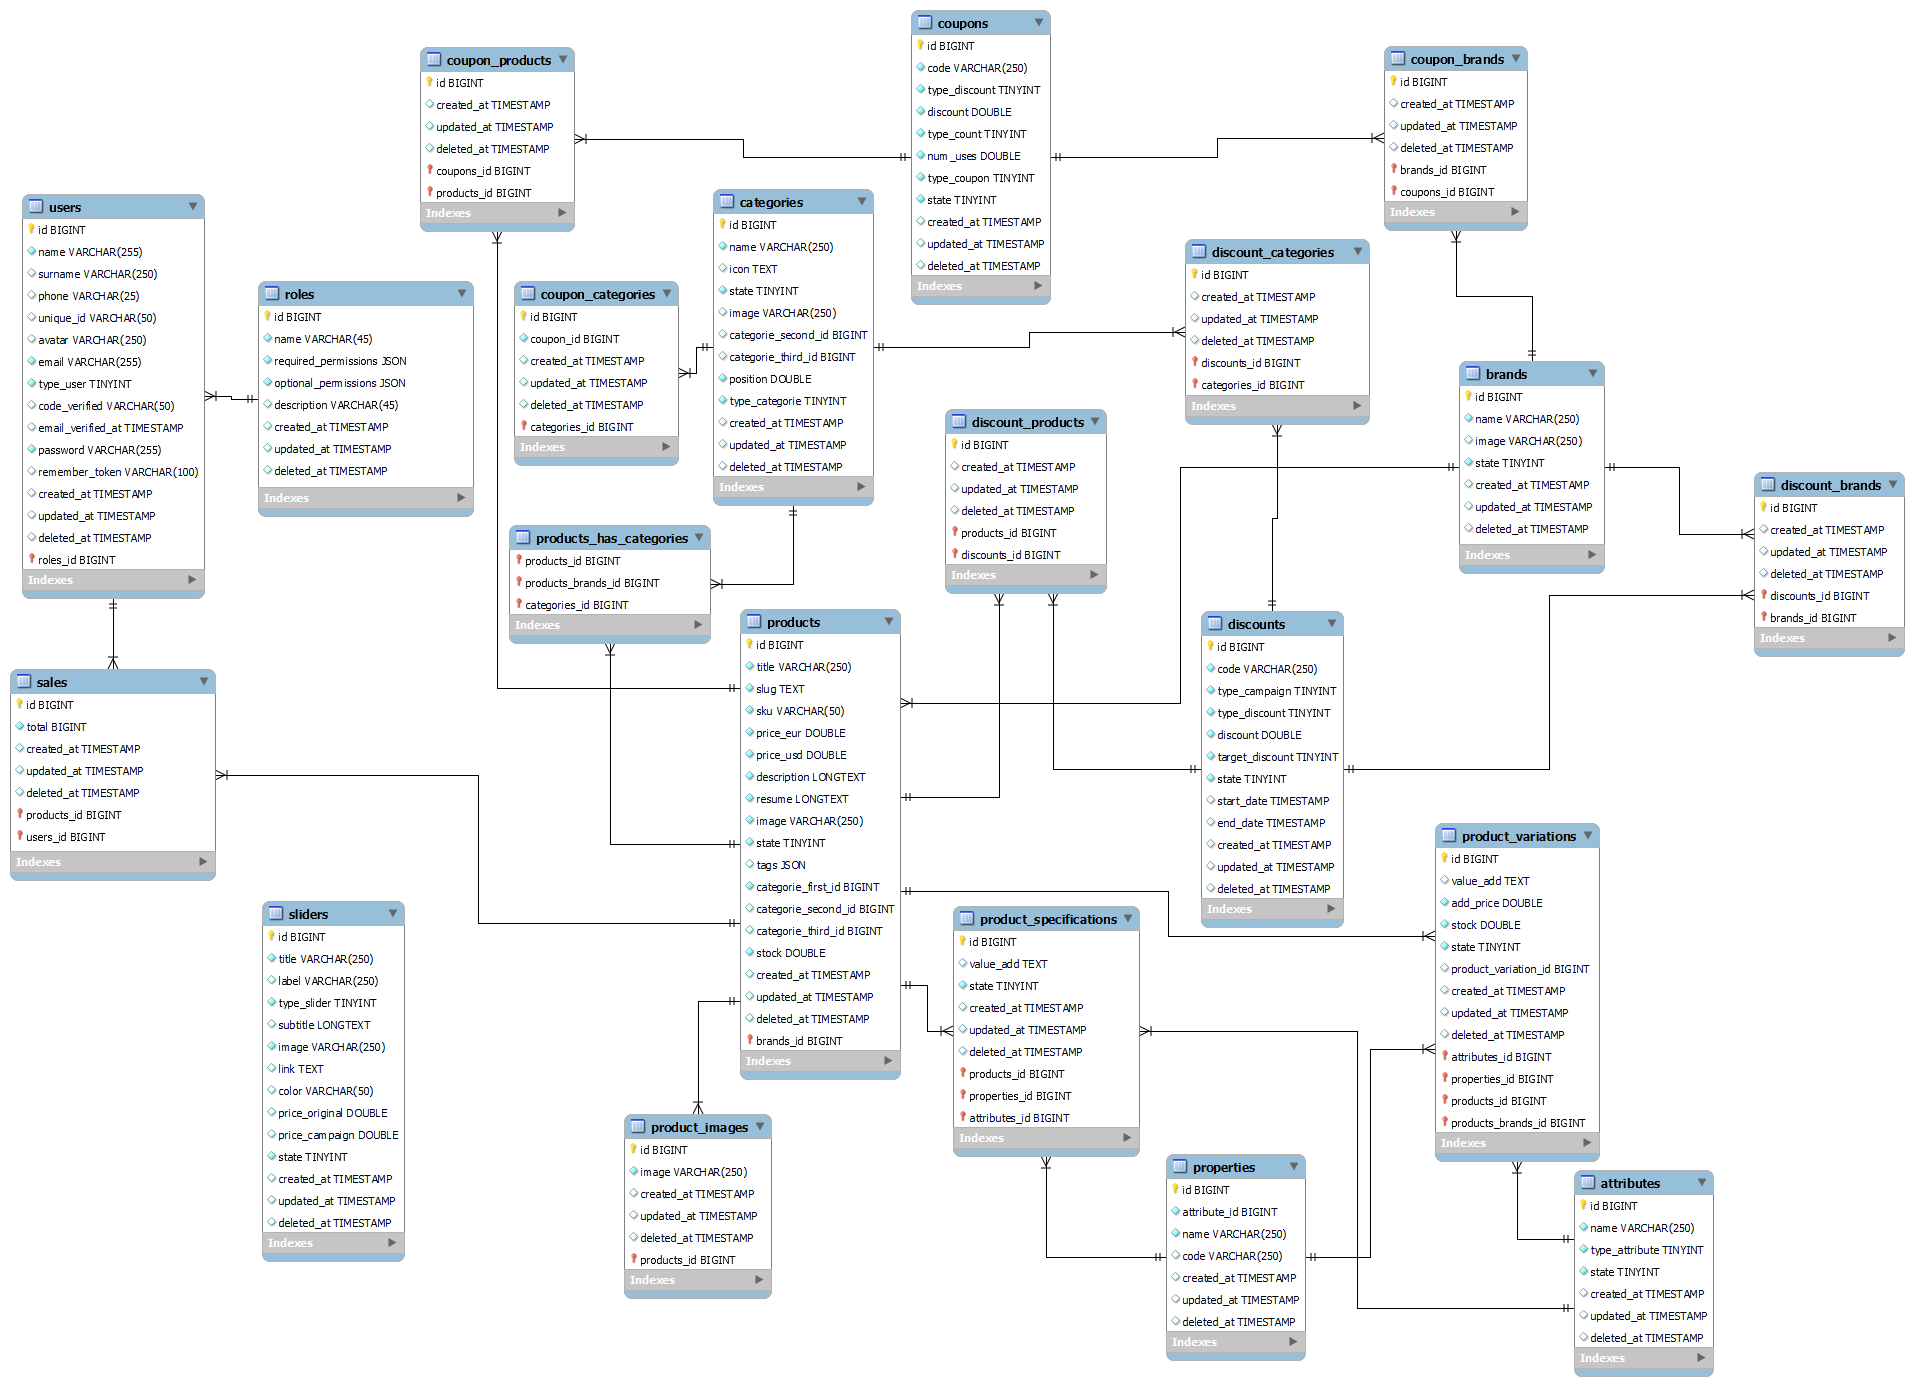 coupons
id BIGINT
code VARCHAR(250)
type_discount TINYINT
discount DOUBLE
type_count TINYINT
num_uses DOUBLE
type_coupon TINYINT
state TINYINT
created_at TIMESTAMP
updated_at TIMESTAMP
deleted_at TIMESTAMP
Indexes
coupon_products
id BIGINT
created_at TIMESTAMP
updated_at TIMESTAMP
deleted_at TIMESTAMP
coupons_id BIGINT
products_id BIGINT
Indexes
coupon_brands
id BIGINT
created_at TIMESTAMP
updated_at TIMESTAMP
deleted_at TIMESTAMP
brands_id BIGINT
coupons_id BIGINT
Indexes
users
id BIGINT
name VARCHAR(255)
surname VARCHAR(250)
phone VARCHAR(25)
unique_id VARCHAR(50)
avatar VARCHAR(250)
email VARCHAR(255)
type_user TINYINT
code_verified VARCHAR(50)
email_verified_at TIMESTAMP
password VARCHAR(255)
remember_token VARCHAR(100)
created_at TIMESTAMP
updated_at TIMESTAMP
deleted_at TIMESTAMP
roles_id BIGINT
Indexes
roles
id BIGINT
name VARCHAR(45)
required_permissions JSON
optional_permissions JSON
description VARCHAR(45)
created_at TIMESTAMP
updated_at TIMESTAMP
deleted_at TIMESTAMP
Indexes
coupon_categories
id BIGINT
coupon_id BIGINT
created_at TIMESTAMP
updated_at TIMESTAMP
deleted_at TIMESTAMP
categories_id BIGINT
Indexes
categories
id BIGINT
name VARCHAR(250)
icon TEXT
state TINYINT
image VARCHAR(250)
categorie_second_id BIGINT
categorie_third_id BIGINT
position DOUBLE
type_categorie TINYINT
created_at TIMESTAMP
updated_at TIMESTAMP
deleted_at TIMESTAMP
Indexes
discount_categories
id BIGINT
created_at TIMESTAMP
updated_at TIMESTAMP
deleted_at TIMESTAMP
discounts_id BIGINT
categories_id BIGINT
Indexes
brands
id BIGINT
name VARCHAR(250)
image VARCHAR(250)
state TINYINT
created_at TIMESTAMP
updated_at TIMESTAMP
deleted_at TIMESTAMP
Indexes
discount_products
id BIGINT
created_at TIMESTAMP
updated_at TIMESTAMP
deleted_at TIMESTAMP
products_id BIGINT
discounts_id BIGINT
Indexes
discount_brands
id BIGINT
created_at TIMESTAMP
updated_at TIMESTAMP
deleted_at TIMESTAMP
discounts_id BIGINT
brands_id BIGINT
Indexes
products_has_categories
products_id BIGINT
products_brands_id BIGINT
categories_id BIGINT
Indexes
products
id BIGINT
title VARCHAR(250)
slug TEXT
sku VARCHAR(50)
price_eur DOUBLE
price_usd DOUBLE
description LONGTEXT
resume LONGTEXT
image VARCHAR(250)
state TINYINT
tags JSON
categorie_first_id BIGINT
categorie_second_id BIGINT
categorie_third_id BIGINT
stock DOUBLE
created_at TIMESTAMP
updated_at TIMESTAMP
deleted_at TIMESTAMP
brands_id BIGINT
Indexes
discounts
id BIGINT
code VARCHAR(250)
type_campaign TINYINT
type_discount TINYINT
discount DOUBLE
target_discount TINYINT
state TINYINT
start_date TIMESTAMP
end_date TIMESTAMP
created_at TIMESTAMP
updated_at TIMESTAMP
deleted_at TIMESTAMP
Indexes
sales
id BIGINT
total BIGINT
created_at TIMESTAMP
updated_at TIMESTAMP
deleted_at TIMESTAMP
products_id BIGINT
users_id BIGINT
Indexes
product_variations
id BIGINT
value_add TEXT
add_price DOUBLE
stock DOUBLE
state TINYINT
product_variation_id BIGINT
created_at TIMESTAMP
updated_at TIMESTAMP
deleted_at TIMESTAMP
attributes_id BIGINT
properties_id BIGINT
products_id BIGINT
products_brands_id BIGINT
Indexes
sliders
id BIGINT
title VARCHAR(250)
label VARCHAR(250)
type_slider TINYINT
subtitle LONGTEXT
image VARCHAR(250)
link TEXT
color VARCHAR(50)
price_original DOUBLE
price_campaign DOUBLE
state TINYINT
created_at TIMESTAMP
updated_at TIMESTAMP
deleted_at TIMESTAMP
Indexes
product_specifications
id BIGINT
value_add TEXT
state TINYINT
created_at TIMESTAMP
updated_at TIMESTAMP
deleted_at TIMESTAMP
products_id BIGINT
properties_id BIGINT
attributes_id BIGINT
Indexes
product_images
id BIGINT
image VARCHAR(250)
created_at TIMESTAMP
updated_at TIMESTAMP
deleted_at TIMESTAMP
products_id BIGINT
Indexes
properties
id BIGINT
attribute_id BIGINT
name VARCHAR(250)
code VARCHAR(250)
created_at TIMESTAMP
updated_at TIMESTAMP
deleted_at TIMESTAMP
Indexes
attributes
id BIGINT
name VARCHAR(250)
type_attribute TINYINT
state TINYINT
created_at TIMESTAMP
updated_at TIMESTAMP
deleted_at TIMESTAMP
Indexes